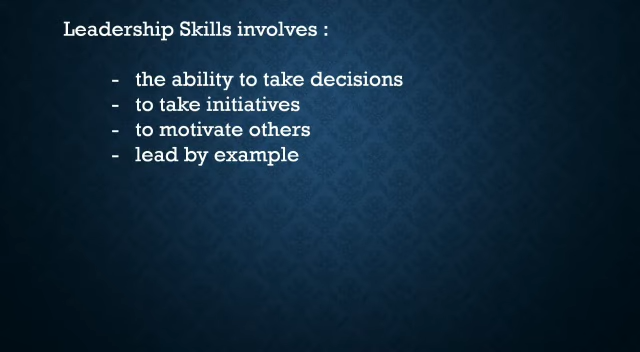 Leadership Skills involves :
- the ability to take decisions
- to take initiatives
- to motivate others
- lead by example